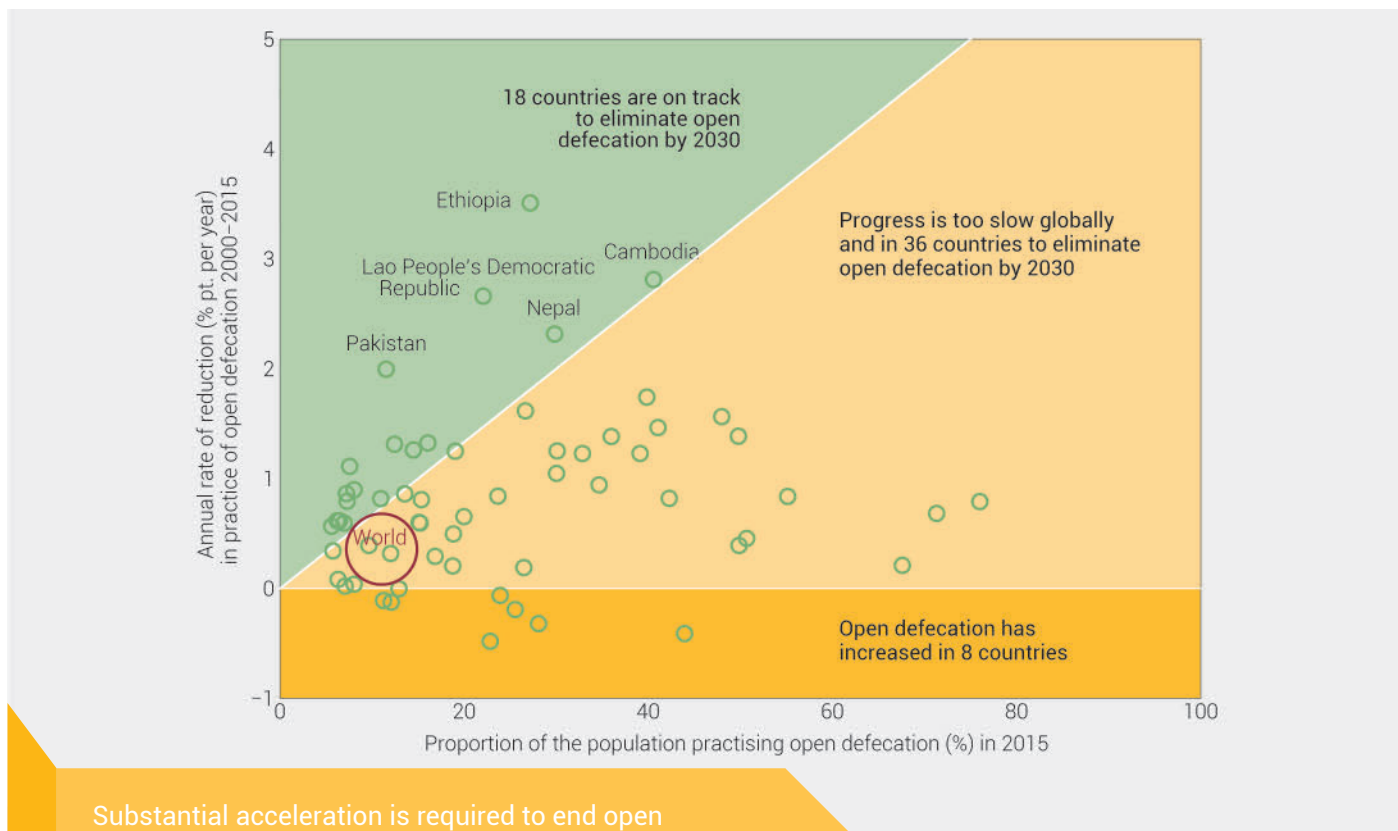 5
18 countries are on track
to eliminate open
defecation by 2030
4
Ethiopia
Progress is too slow globally
and in 36 countries to eliminate
open defecation by 2030
3
Cambodia
Lao People's Democratic
Republic
Nepal
Pakistan
2
1
World
0
Open defecation has
increased in 8 countries
−1
Annual rate of reduction (% pt. per year)
in practice of open defecation 2000–2015
0 20 40 60 80 100
Proportion of the population practising open defecation (%) in 2015
Substantial acceleration is required to end open